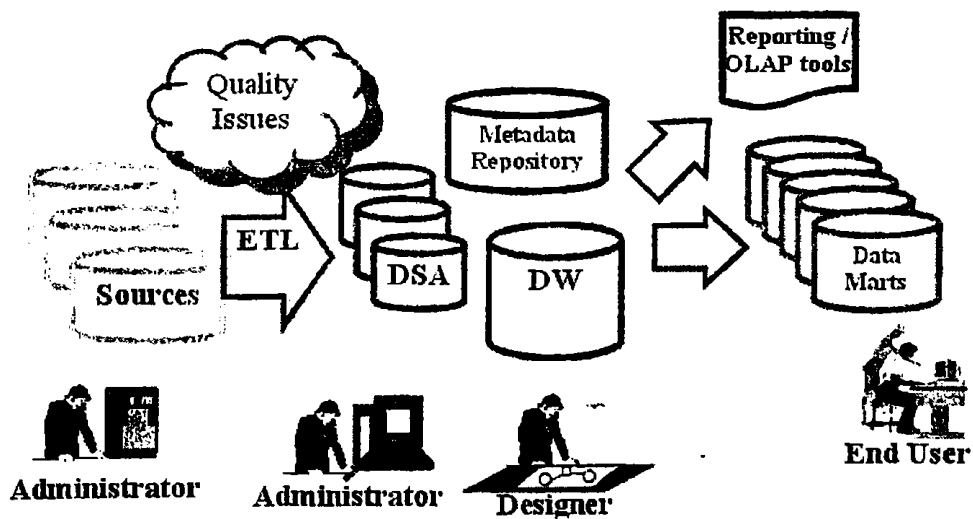 Reporting /
OLAP tools
Quality
Issues
Metadata
Repository
ETL
Sources
DSA
DW
Data
Marts
End User
Administrator
Administrator
Designer